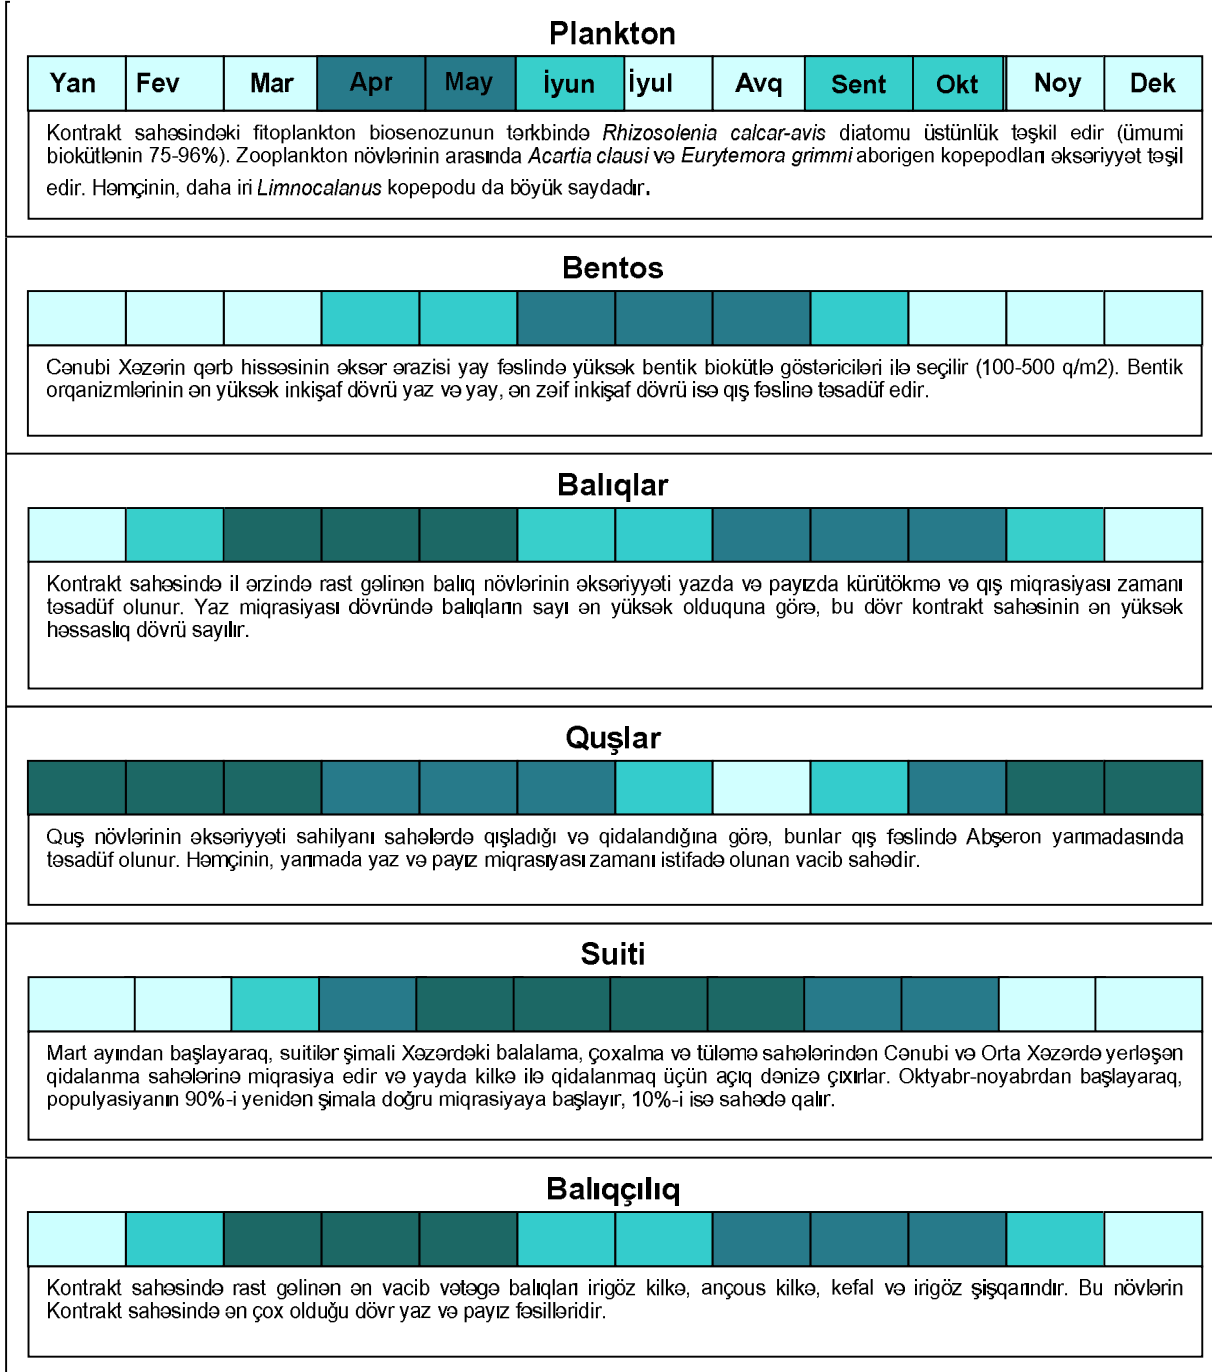 Plankton
Yan Fev Mar Apr May İyun İyul Avq Sent Okt Noy Dek
Kontrakt sahəsindəki fitoplankton biosenozunun tərkbində Rhizosolenia calcar-avis diatomu üstünlük təşkil edir (ümumi
biokütlənin 75-96%). Zooplankton növlərinin arasında Acartia clausi və Eurytemora grimmi aborigen kopepodları əksəriyyət təşil
edir. Həmçinin, daha iri Limnocalanus kopepodu da böyük saydadır.
Bentos
Cənubi Xəzərin qərb hissəsinin əksər ərazisi yay fəslində yüksək bentik biokütlə göstəriciləri ilə seçilir (100-500 q/m2). Bentik
orqanizmlərinin ən yüksək inkişaf dövrü yaz və yay, ən zəif inkişaf dövrü isə qış fəslinə təsadüf edir.
Balıqlar
Kontrakt sahəsində il ərzində rast gəlinən balıq növlərinin əksəriyyəti yazda və payızda kürütökmə və qış miqrasiyası zamanı
təsadüf olunur. Yaz miqrasiyası dövründə balıqların sayı ən yüksək olduquna görə, bu dövr kontrakt sahəsinin ən yüksək
həssaslıq dövrü sayılır.
Quşlar
Quş növlərinin əksəriyyəti sahilyanı sahələrdə qışladığı və qidalandığına görə, bunlar qış fəslində Abşeron yarımadasında
təsadüf olunur. Həmçinin, yarımada yaz və payız miqrasiyası zamanı istifadə olunan vacib sahədir.
Suiti
Mart ayından başlayaraq, suitilər şimali Xəzərdəki balalama, çoxalma və tüləmə sahələrindən Cənubi və Orta Xəzərdə yerləşən
qidalanma sahələrinə miqrasiya edir və yayda kilkə ilə qidalanmaq üçün açıq dənizə çıxırlar. Oktyabr-noyabrdan başlayaraq,
populyasiyanın 90%-i yenidən şimala doğru miqrasiyaya başlayır, 10%-i isə sahədə qalır.
Balıqçılıq
Kontrakt sahəsində rast gəlinən ən vacib vətəgə balıqları irigöz kilkə, ançous kilkə, kefal və irigöz şişqarındır. Bu növlərin
Kontrakt sahəsində ən çox olduğu dövr yaz və payız fəsilləridir.